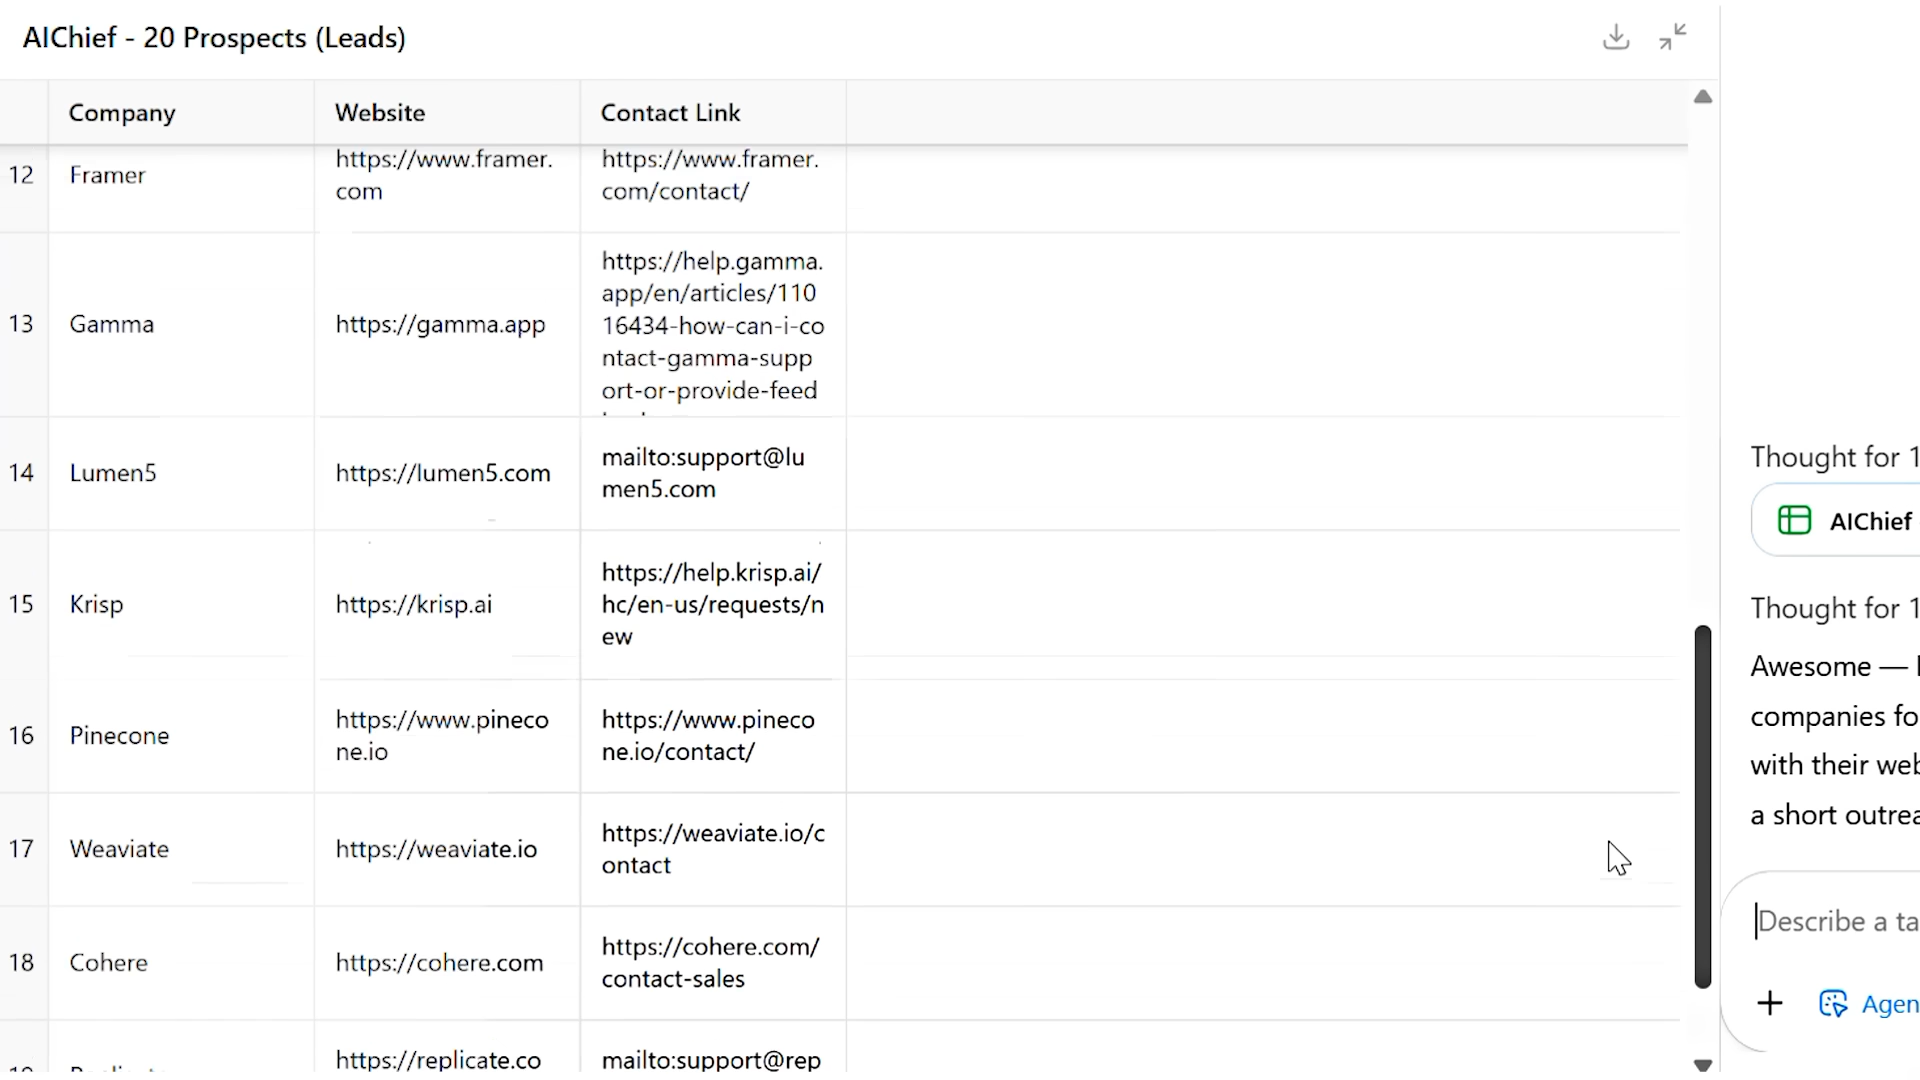 AIChief - 20 Prospects (Leads)
Company Website Contact Link
12 Framer https://www.framer.
com https://www.framer.
com/contact/
13 Gamma https://gamma.app https://help.gamma.
app/en/articles/110
16434-how-can-i-co
ntact-gamma-supp
ort-or-provide-feed
14 Lumen5 https://lumen5.com mailto:support@lu
men5.com
15 Krisp https://krisp.ai https://help.krisp.ai/
hc/en-us/requests/n
ew
16 Pinecone https://www.pineco
ne.io https://www.pineco
ne.io/contact/
17 Weaviate https://weaviate.io https://weaviate.io/c
ontact
18 Cohere https://cohere.com https://cohere.com/
contact-sales
https://replicate.co mailto:support@rep
Thought for 1
AIChief
Thought for 1
Awesome —
companies fo
with their web
a short outrea
Describe a ta
Agen